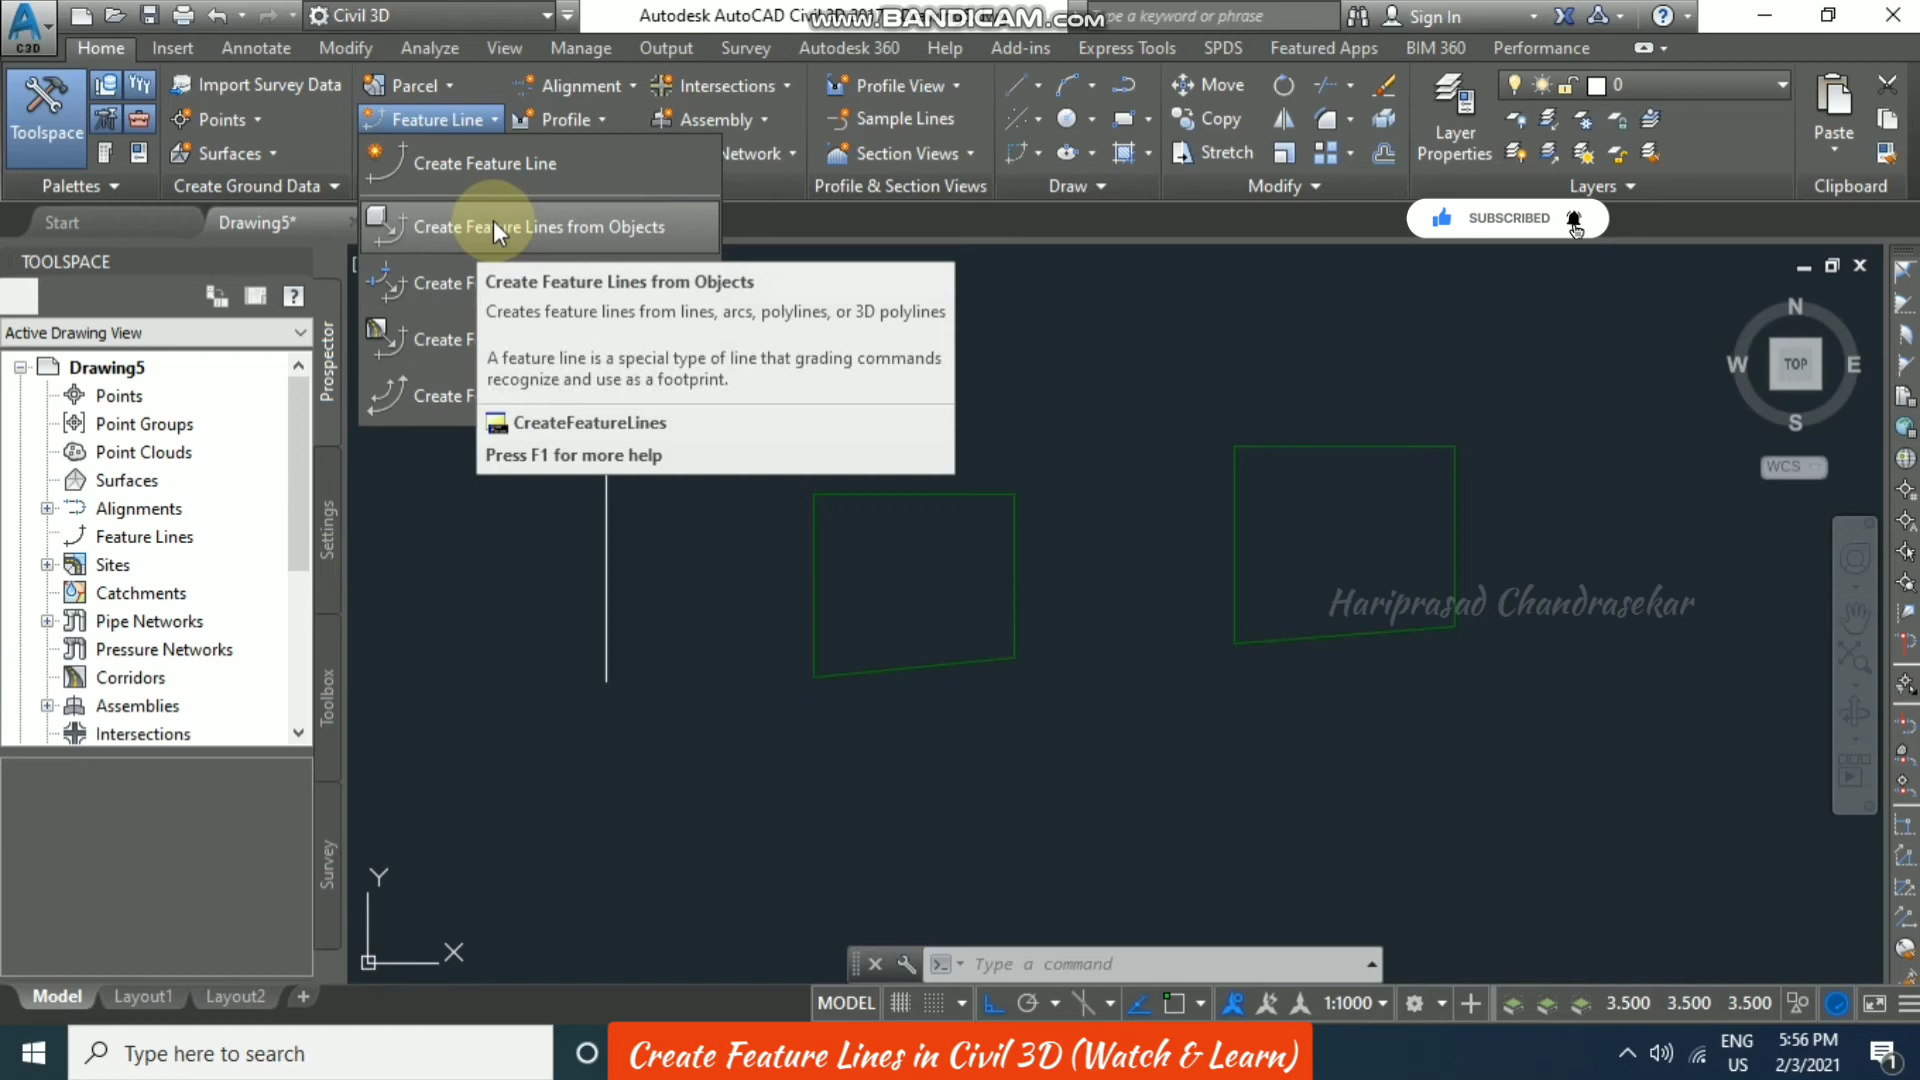 Civil 3D
Autodesk AutoCAD Civil 3D 2017
www.BANDICAM.com
Type a keyword or phrase
Sign In
C3D
Home
Insert
Annotate
Modify
Analyze
View
Manage
Output
Survey
Autodesk 360
Help
Add-ins
Express Tools
SPDS
Featured Apps
BIM 360
Performance
Toolspace
Import Survey Data
Points
Surfaces
Parcel
Feature Line
Alignment
Profile
Intersections
Assembly
Network
Profile View
Sample Lines
Section Views
Move
Copy
Stretch
Layer
Properties
0
Paste
Palettes
Create Ground Data
Profile & Section Views
Draw
Modify
Layers
Clipboard
Start
Drawing5*
SUBSCRIBED
Create Feature Line
Create Feature Lines from Objects
Create F
Create F
Create F
Create Feature Lines from Objects
Creates feature lines from lines, arcs, polylines, or 3D polylines
A feature line is a special type of line that grading commands
recognize and use as a footprint.
CreateFeatureLines
Press F1 for more help
TOOLSPACE
Active Drawing View
Drawing5
Points
Point Groups
Point Clouds
Surfaces
Alignments
Feature Lines
Sites
Catchments
Pipe Networks
Pressure Networks
Corridors
Assemblies
Intersections
Prospector
Settings
Toolbox
Survey
N
W
TOP
E
S
WCS
Hariprasad Chandrasekar
Y
X
Type a command
Model
Layout1
Layout2
MODEL
1:1000
3.500
3.500
3.500
Type here to search
Create Feature Lines in Civil 3D (Watch & Learn)
ENG
US
5:56 PM
2/3/2021
1